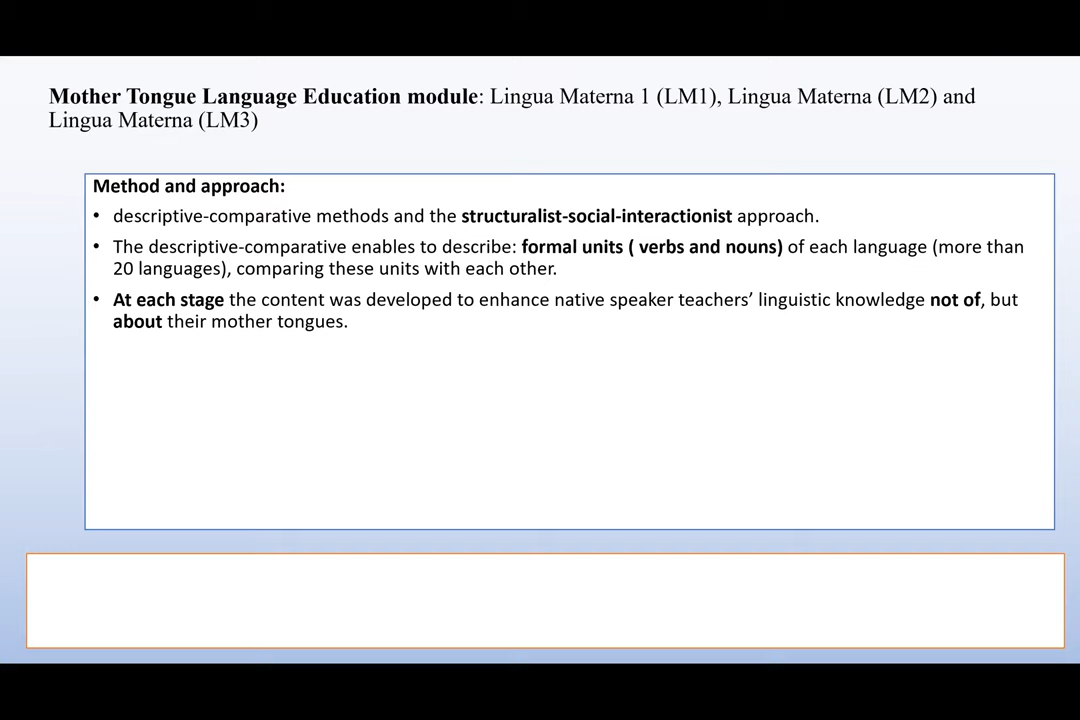 Mother Tongue Language Education module: Lingua Materna 1 (LM1), Lingua Materna (LM2) and
Lingua Materna (LM3)
Method and approach:
• descriptive-comparative methods and the structuralist-social-interactionist approach.
• The descriptive-comparative enables to describe: formal units ( verbs and nouns) of each language (more than
20 languages), comparing these units with each other.
• At each stage the content was developed to enhance native speaker teachers’ linguistic knowledge not of, but
about their mother tongues.